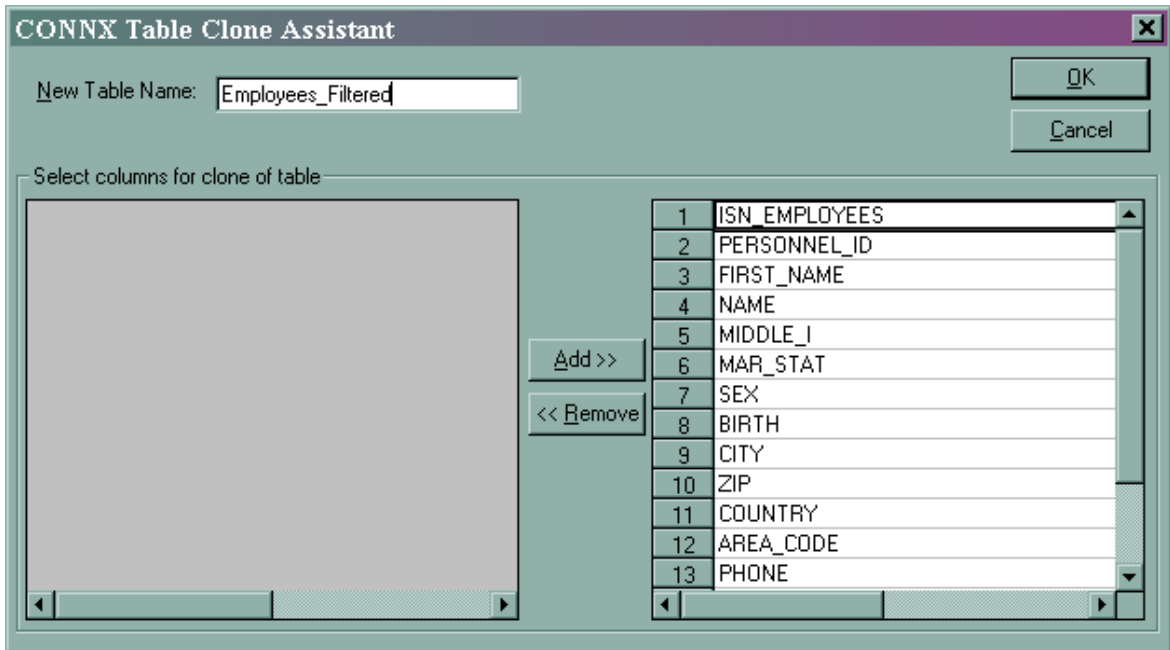 CONNX Table Clone Assistant
New Table Name: Employees_Filtered
OK
Cancel
Select columns for clone of table
Add >>
<< Remove
1 ISN_EMPLOYEES
2 PERSONNEL_ID
3 FIRST_NAME
4 NAME
5 MIDDLE_I
6 MAR_STAT
7 SEX
8 BIRTH
9 CITY
10 ZIP
11 COUNTRY
12 AREA_CODE
13 PHONE